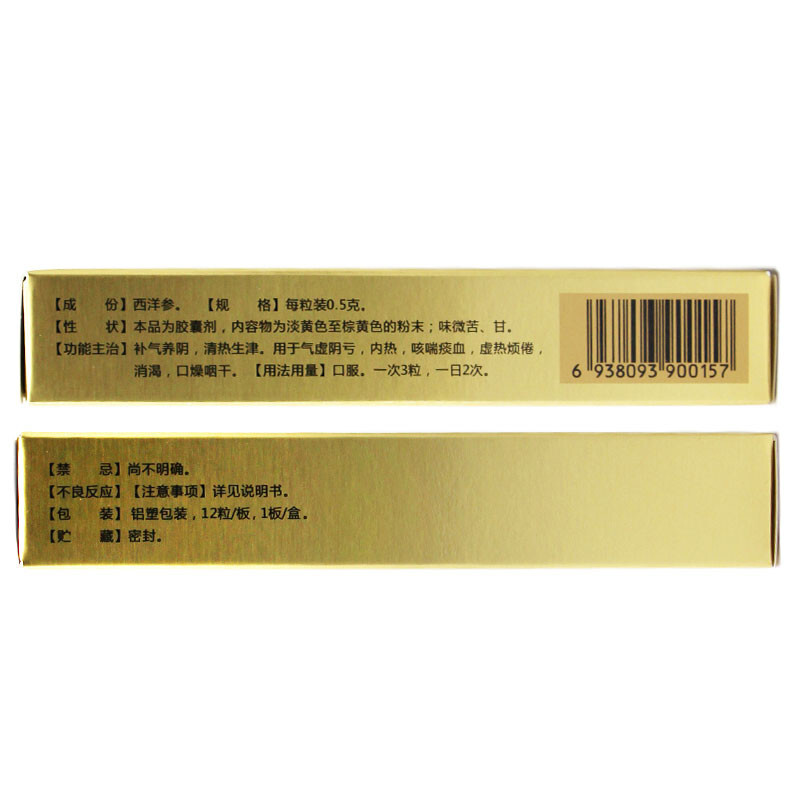 【成　份】西洋参。【规　格】每粒装0.5克。
【性　状】本品为胶囊剂，内容物为淡黄色至棕黄色的粉末；味微苦、甘。
【功能主治】补气养阴，清热生津。用于气虚阴亏，内热，咳喘痰血，虚热烦倦，
消渴，口燥咽干。【用法用量】口服。一次3粒，一日2次。
6 938093 900157
【禁　忌】尚不明确。
【不良反应】【注意事项】详见说明书。
【包　装】铝塑包装，12粒/板，1板/盒。
【贮　藏】密封。